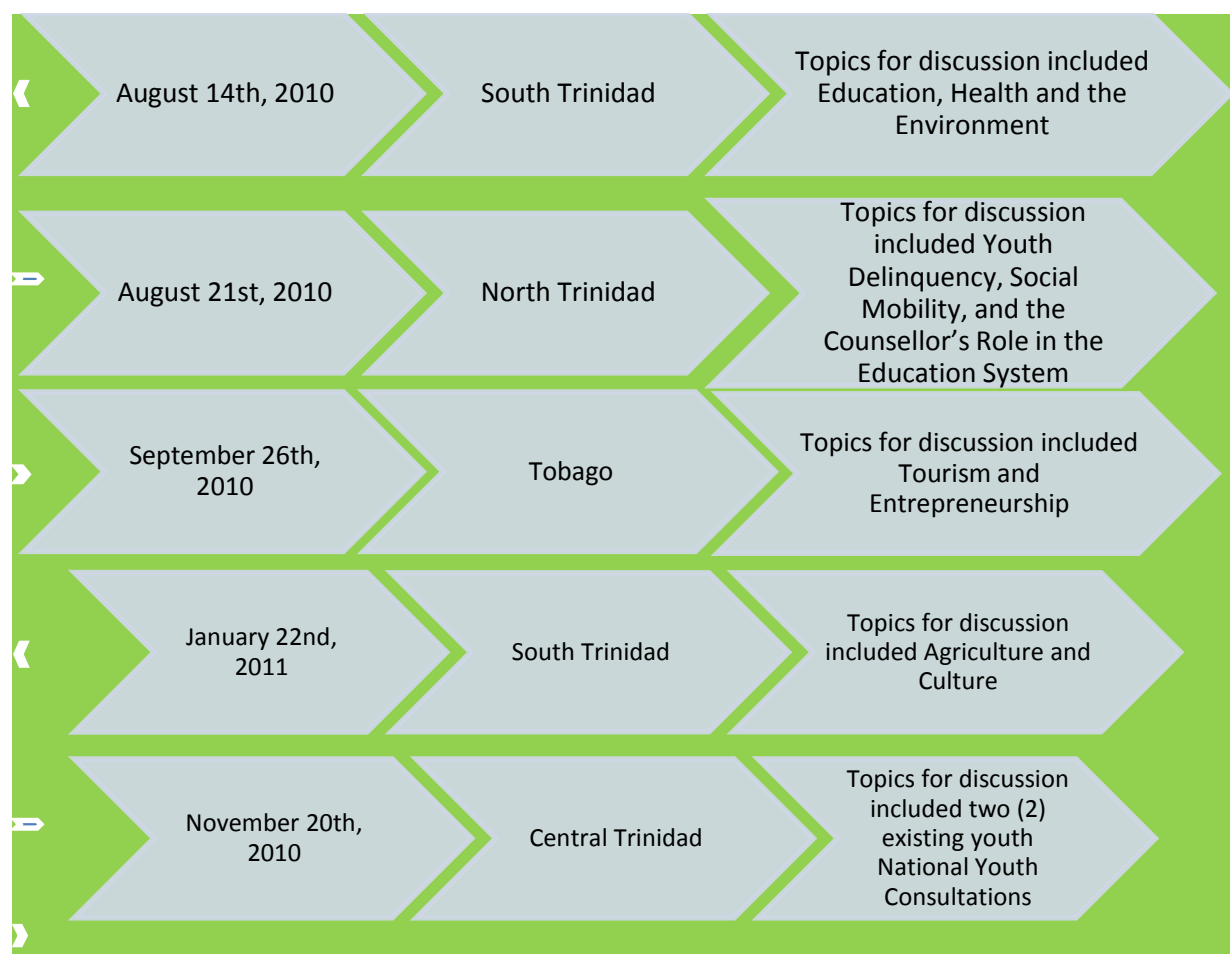 August 14th, 2010
South Trinidad
Topics for discussion included
Education, Health and the
Environment
August 21st, 2010
North Trinidad
Topics for discussion
included Youth
Delinquency, Social
Mobility, and the
Counsellor’s Role in the
Education System
September 26th,
2010
Tobago
Topics for discussion included
Tourism and
Entrepreneurship
January 22nd,
2011
South Trinidad
Topics for discussion
included Agriculture and
Culture
November 20th,
2010
Central Trinidad
Topics for discussion
included two (2)
existing youth
National Youth
Consultations